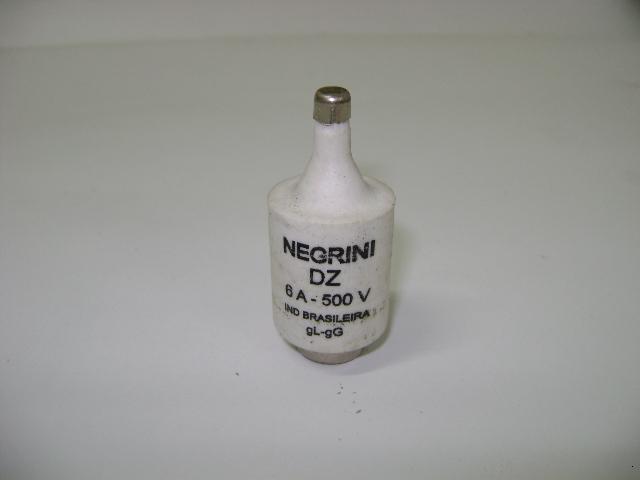 NEGRINI
DZ
6 A - 500 V
IND BRASILEIRA
gL-gG